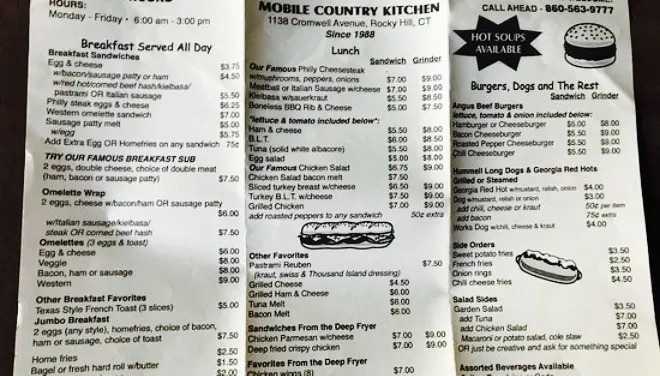 HOURS:
Monday - Friday • 6:00 am - 3:00 pm
Breakfast Served All Day
Breakfast Sandwiches
Egg & cheese $3.75
w/bacon/sausage patty or ham $4.50
w/red hot/corned beef hash/kielbasa/
pastrami OR Italian sausage $5.50
Philly steak eggs & cheese $6.25
Western omelette sandwich $7.00
Sausage patty melt $5.00
w/egg $5.75
Add Extra Egg OR Homefries on any sandwich 75¢
TRY OUR FAMOUS BREAKFAST SUB
2 eggs, double cheese, choice of double meat
(ham, bacon or sausage patty) $7.50
Omelette Wrap
2 eggs, cheese w/bacon/ham OR sausage patty
$6.00
w/Italian sausage/kielbasa/
steak OR corned beef hash $7.50
Omelettes (3 eggs & toast)
Egg & cheese $6.00
Veggie $8.00
Bacon, ham or sausage $8.00
Western $9.00
Other Breakfast Favorites
Texas Style French Toast (3 slices) $5.00
Jumbo Breakfast
2 eggs (any style), homefries, choice of bacon,
ham or sausage, choice of toast $7.50
Home fries $2.50
Bagel or fresh hard roll w/butter $1.50
MOBILE COUNTRY KITCHEN
1138 Cromwell Avenue, Rocky Hill, CT
Since 1988
Lunch
Sandwich Grinder
Our Famous Philly Cheesesteak
w/mushrooms, peppers, onions $7.00 $9.00
Meatball or Italian Sausage w/cheese $7.00 $9.00
Kielbasa w/sauerkraut $5.50 $8.50
Boneless BBQ Rib & Cheese $5.00 $7.50
*lettuce & tomato included below*:
Ham & cheese $5.50 $8.00
B.L.T. $6.00 $8.50
Tuna (solid white albacore) $5.50 $8.00
Egg salad $5.00 $8.00
Our Famous Chicken Salad $6.75 $9.00
Chicken Salad bacon melt $7.50
Sliced turkey breast w/cheese $6.50 $9.00
Turkey B.L.T. w/cheese $7.50 $9.00
Grilled Chicken $7.00 $9.00
add roasted peppers to any sandwich 50¢ extra
Other Favorites
Pastrami Reuben $7.50
(kraut, swiss & Thousand Island dressing)
Grilled Cheese $4.50
Grilled Ham & Cheese $6.00
Tuna Melt $6.00
Bacon Melt $6.00
Sandwiches From the Deep Fryer
Chicken Parmesan w/cheese $7.00 $9.00
Deep fried crispy chicken $7.00 $9.00
Favorites From the Deep Fryer
Chicken wings (8) $7.00
CALL AHEAD - 860-563-9777
HOT SOUPS
AVAILABLE
Burgers, Dogs and The Rest
Sandwich Grinder
Angus Beef Burgers
lettuce, tomato & onion included:
Hamburger or Cheeseburger $5.00 $8.00
Bacon Cheeseburger $5.50 $9.00
Roasted Pepper Cheeseburger $5.50 $9.00
Chili Cheeseburger $5.50 $9.00
Hummell Long Dogs & Georgia Red Hots
Grilled or Steamed
Georgia Red Hot w/mustard, relish, onion $4.00
Dog w/mustard, relish or onion $3.00
add chili, cheese or kraut 50¢ per item
add bacon 75¢ extra
Works Dog w/chili, cheese & kraut $4.00
Side Orders
Sweet potato fries $3.50
French fries $2.50
Onion rings $3.50
Chili cheese fries $4.50
Salad Sides
Garden Salad $3.50
add Tuna $7.00
add Chicken Salad $7.00
Macaroni or potato salad, cole slaw $2.50
OR just be creative and ask for something special
Assorted Beverages Available